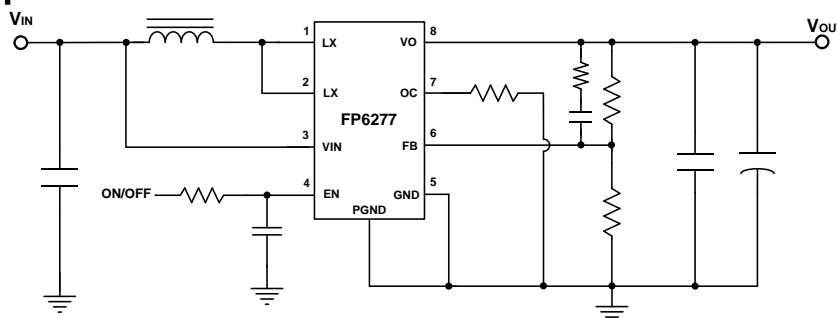 VIN
VOU
1
LX
VO
8
2
LX
OC
7
FP6277
3
VIN
FB
6
ON/OFF
4
EN
GND
5
PGND